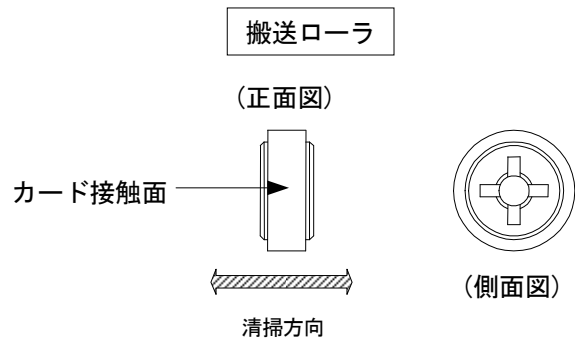 搬送ローラ
（正面図）
カード接触面
（側面図）
清掃方向